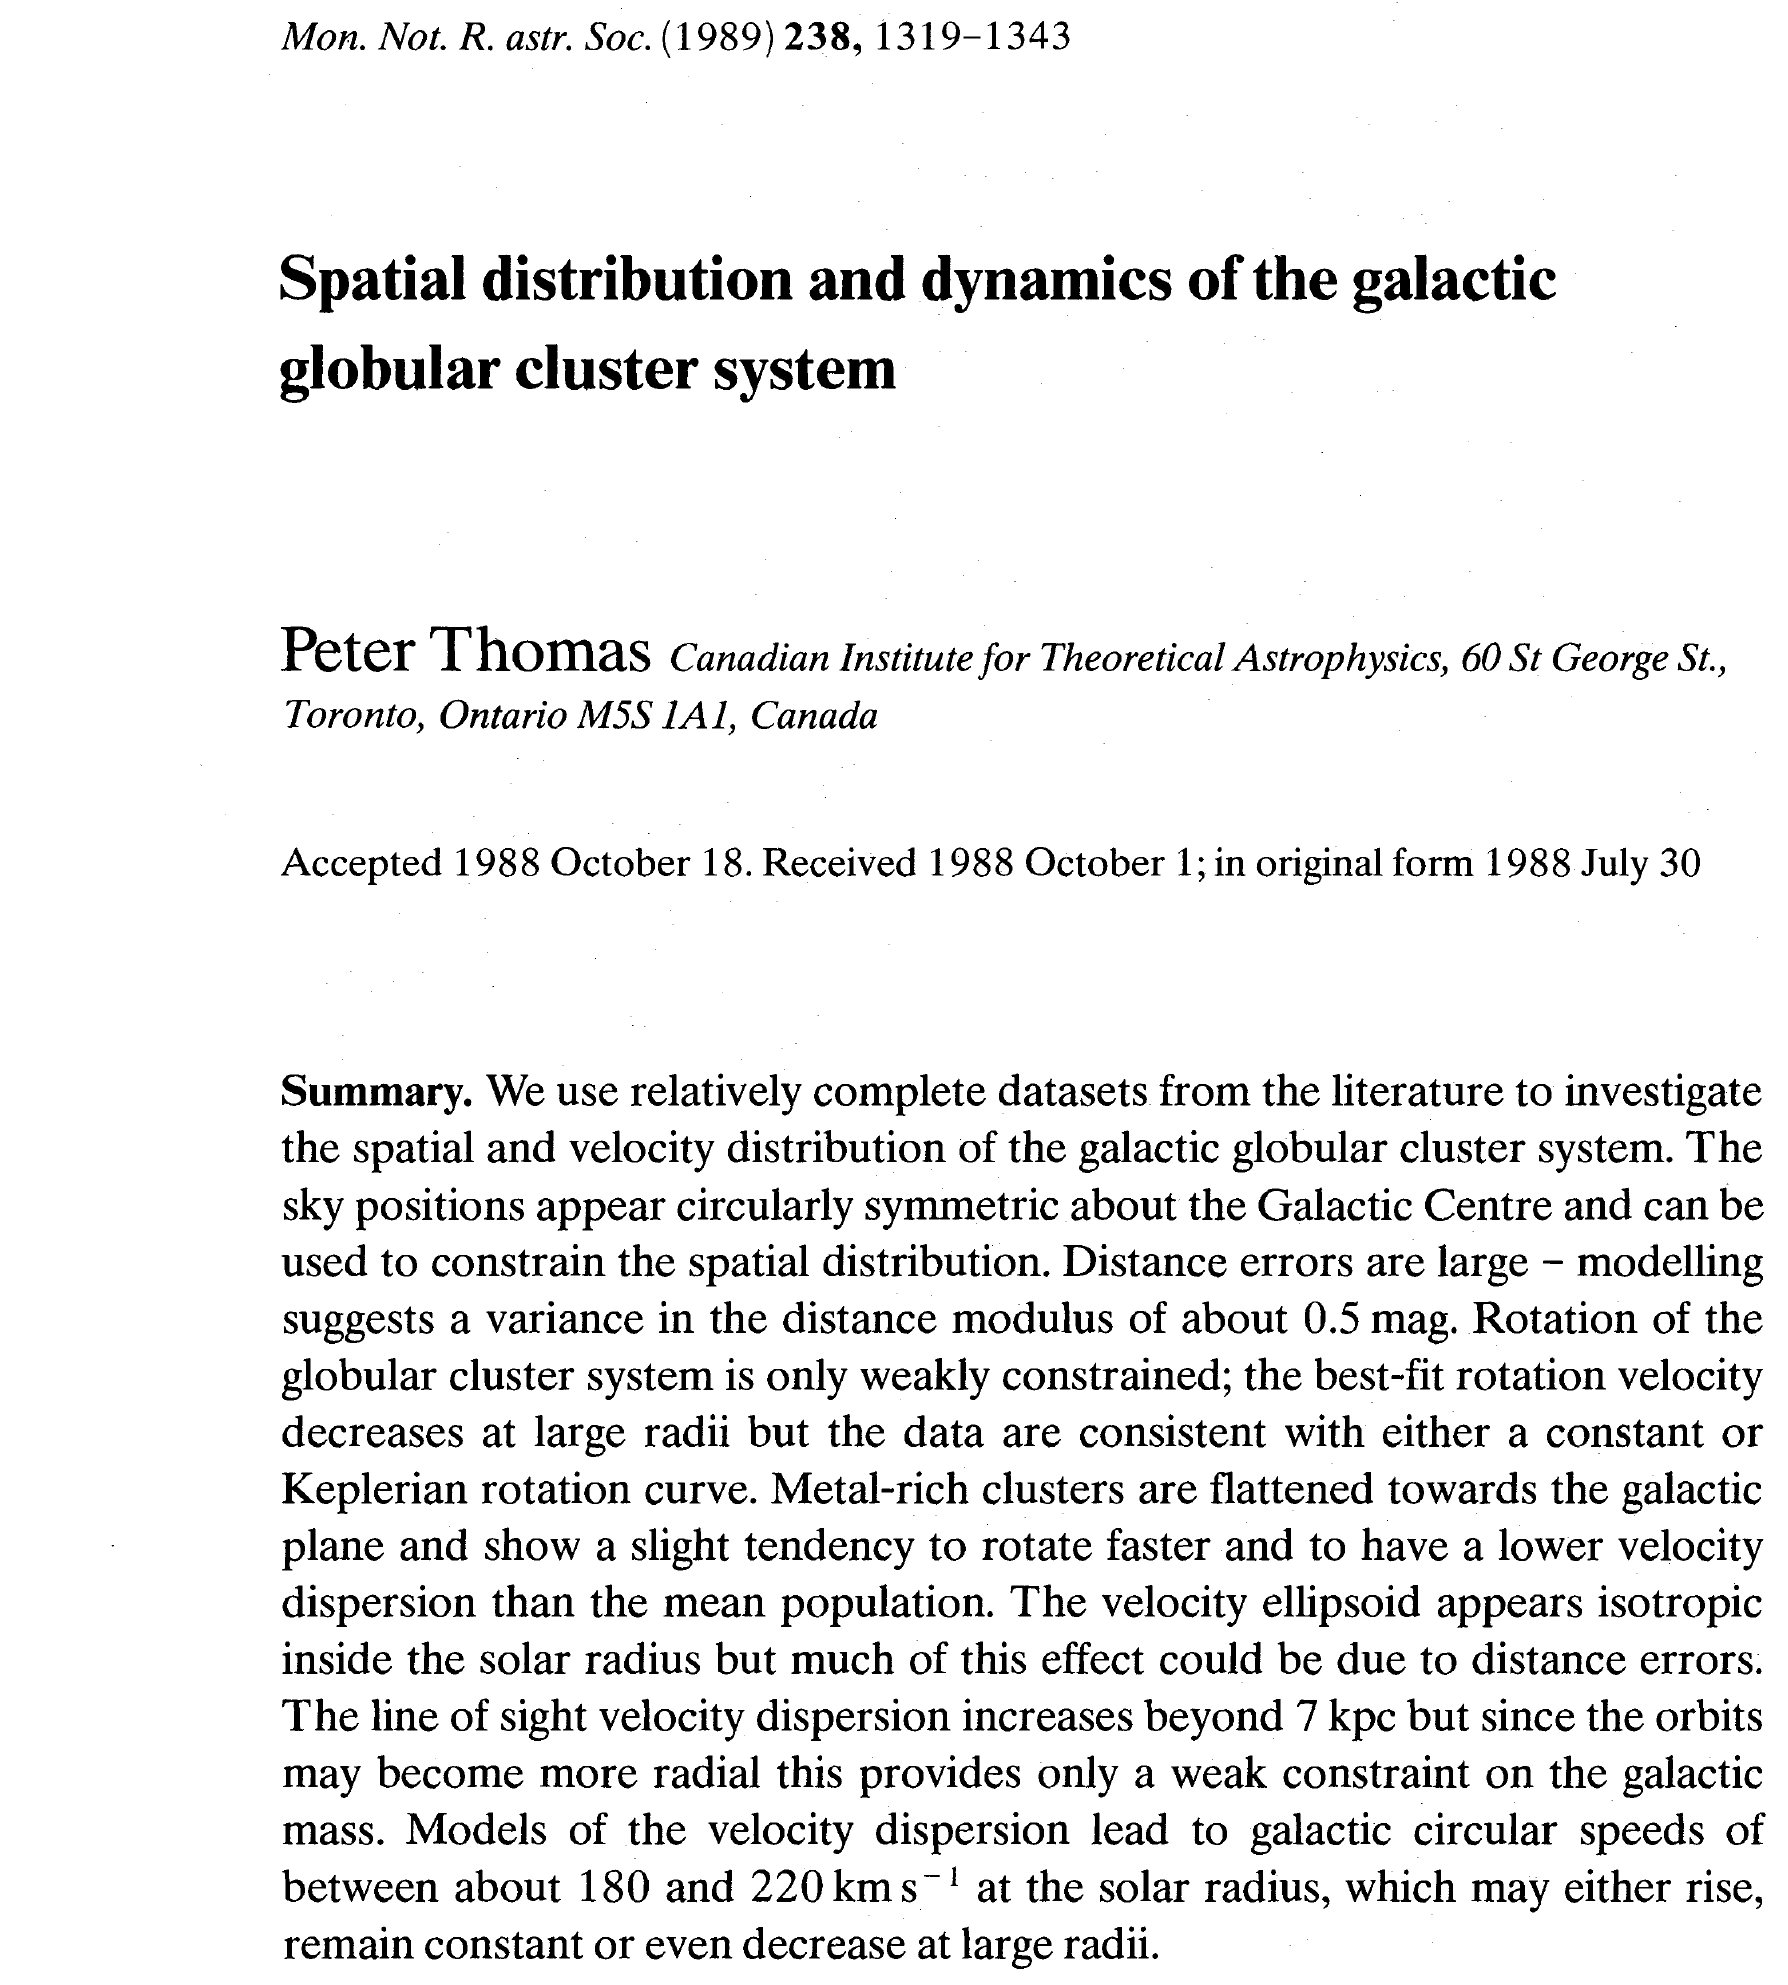 Mon. Not. R. astr. Soc. (1989) 238, 1319–1343
Spatial distribution and dynamics of the galactic
globular cluster system
Peter Thomas Canadian Institute for Theoretical Astrophysics, 60 St George St.,
Toronto, Ontario M5S 1A1, Canada
Accepted 1988 October 18. Received 1988 October 1; in original form 1988 July 30
Summary. We use relatively complete datasets from the literature to investigate
the spatial and velocity distribution of the galactic globular cluster system. The
sky positions appear circularly symmetric about the Galactic Centre and can be
used to constrain the spatial distribution. Distance errors are large – modelling
suggests a variance in the distance modulus of about 0.5 mag. Rotation of the
globular cluster system is only weakly constrained; the best-fit rotation velocity
decreases at large radii but the data are consistent with either a constant or
Keplerian rotation curve. Metal-rich clusters are flattened towards the galactic
plane and show a slight tendency to rotate faster and to have a lower velocity
dispersion than the mean population. The velocity ellipsoid appears isotropic
inside the solar radius but much of this effect could be due to distance errors.
The line of sight velocity dispersion increases beyond 7 kpc but since the orbits
may become more radial this provides only a weak constraint on the galactic
mass. Models of the velocity dispersion lead to galactic circular speeds of
between about 180 and 220 km s⁻¹ at the solar radius, which may either rise,
remain constant or even decrease at large radii.